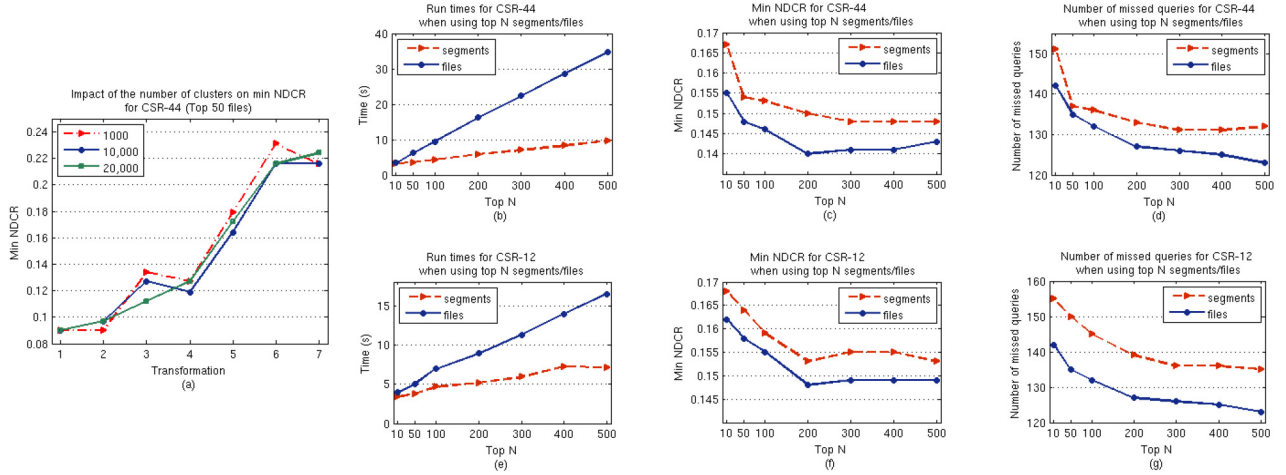 Impact of the number of clusters on min NDCR
for CSR-44 (Top 50 files)
1000
10,000
20,000
Min NDCR
0.24
0.22
0.2
0.18
0.16
0.14
0.12
0.1
0.08
1 2 3 4 5 6 7
Transformation
(a)
Run times for CSR-44
when using top N segments/files
segments
files
Time (s)
40
30
20
10
0
10 50 100 200 300 400 500
Top N
(b)
Min NDCR for CSR-44
when using top N segments/files
segments
files
Min NDCR
0.17
0.165
0.16
0.155
0.15
0.145
0.14
10 50 100 200 300 400 500
Top N
(c)
Number of missed queries for CSR-44
when using top N segments/files
segments
files
Number of missed queries
150
140
130
120
10 50 100 200 300 400 500
Top N
(d)
Run times for CSR-12
when using top N segments/files
segments
files
Time (s)
15
10
5
0
10 50 100 200 300 400 500
Top N
(e)
Min NDCR for CSR-12
when using top N segments/files
segments
files
Min NDCR
0.17
0.165
0.16
0.155
0.15
0.145
10 50 100 200 300 400 500
Top N
(f)
Number of missed queries for CSR-12
when using top N segments/files
segments
files
Number of missed queries
160
150
140
130
120
10 50 100 200 300 400 500
Top N
(g)